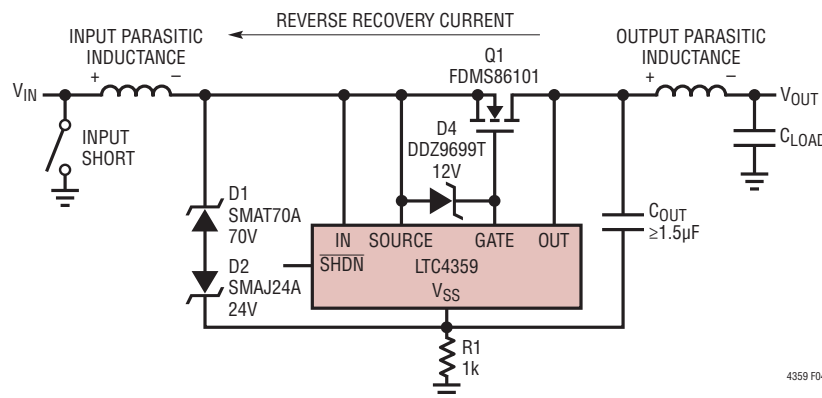 REVERSE RECOVERY CURRENT
INPUT PARASITIC
INDUCTANCE
OUTPUT PARASITIC
INDUCTANCE
Q1
FDMS86101
+
−
+
−
VIN
VOUT
INPUT
SHORT
D4
DDZ9699T
12V
CLOAD
D1
SMAT70A
70V
COUT
≥1.5µF
IN
SOURCE
GATE
OUT
SHDN
LTC4359
VSS
D2
SMAJ24A
24V
R1
1k
4359 F04